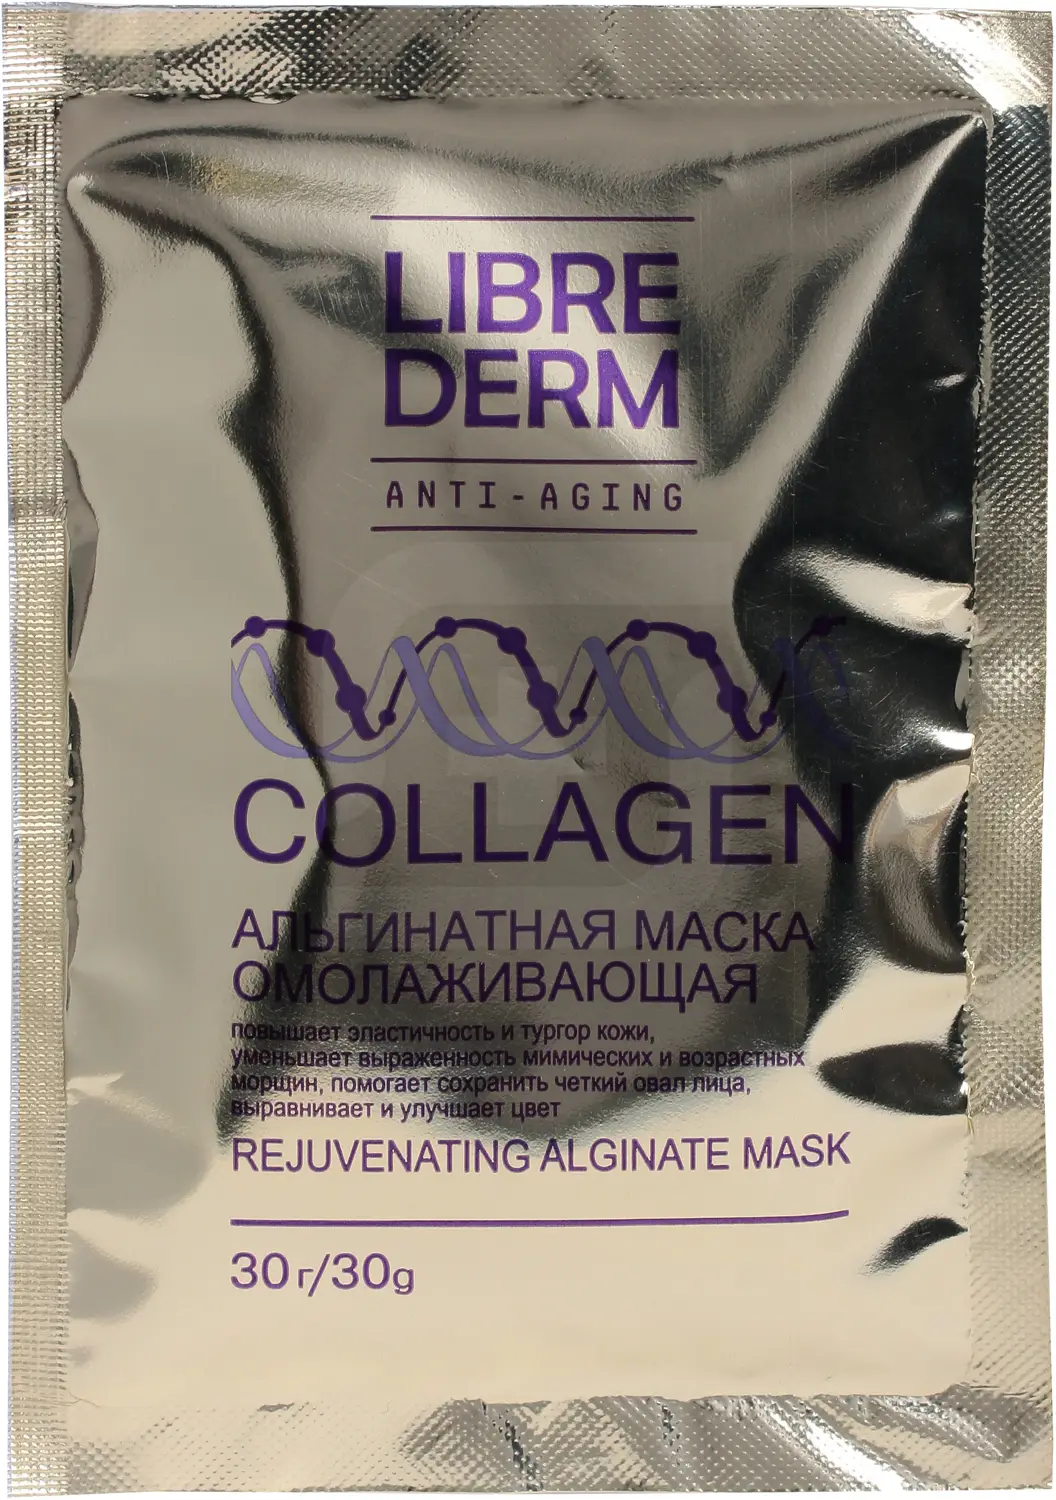 LIBRE
DERM
ANTI-AGING
COLLAGEN
АЛЬГИНАТНАЯ МАСКА
ОМОЛАЖИВАЮЩАЯ
повышает эластичность и тургор кожи,
уменьшает выраженность мимических и возрастных
морщин, помогает сохранить четкий овал лица,
выравнивает и улучшает цвет
REJUVENATING ALGINATE MASK
30 г/30g